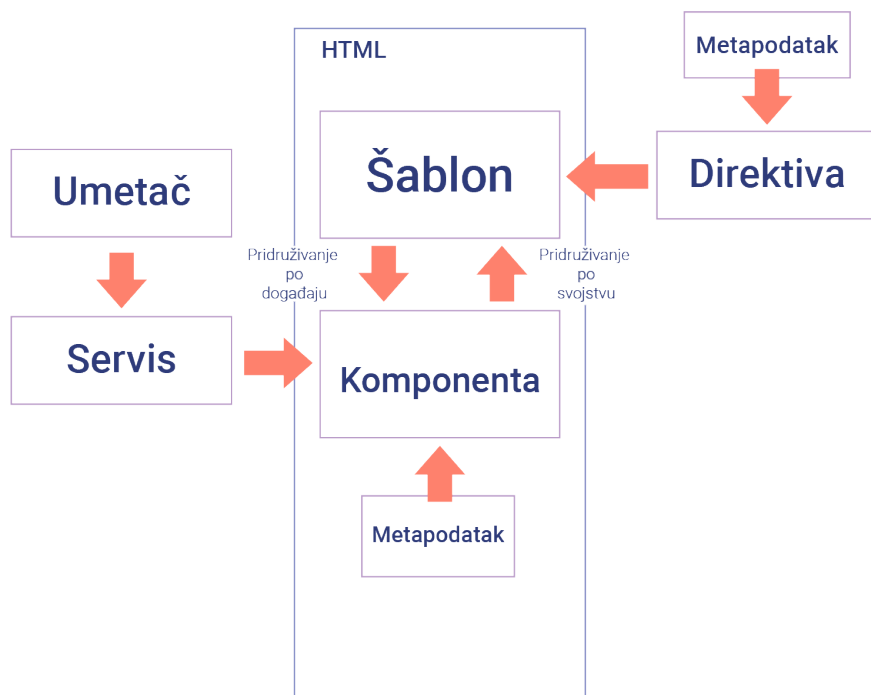 HTML
Metapodatak
Šablon
Direktiva
Umetač
Pridruživanje
po
događaju
Pridruživanje
po
svojstvu
Servis
Komponenta
Metapodatak